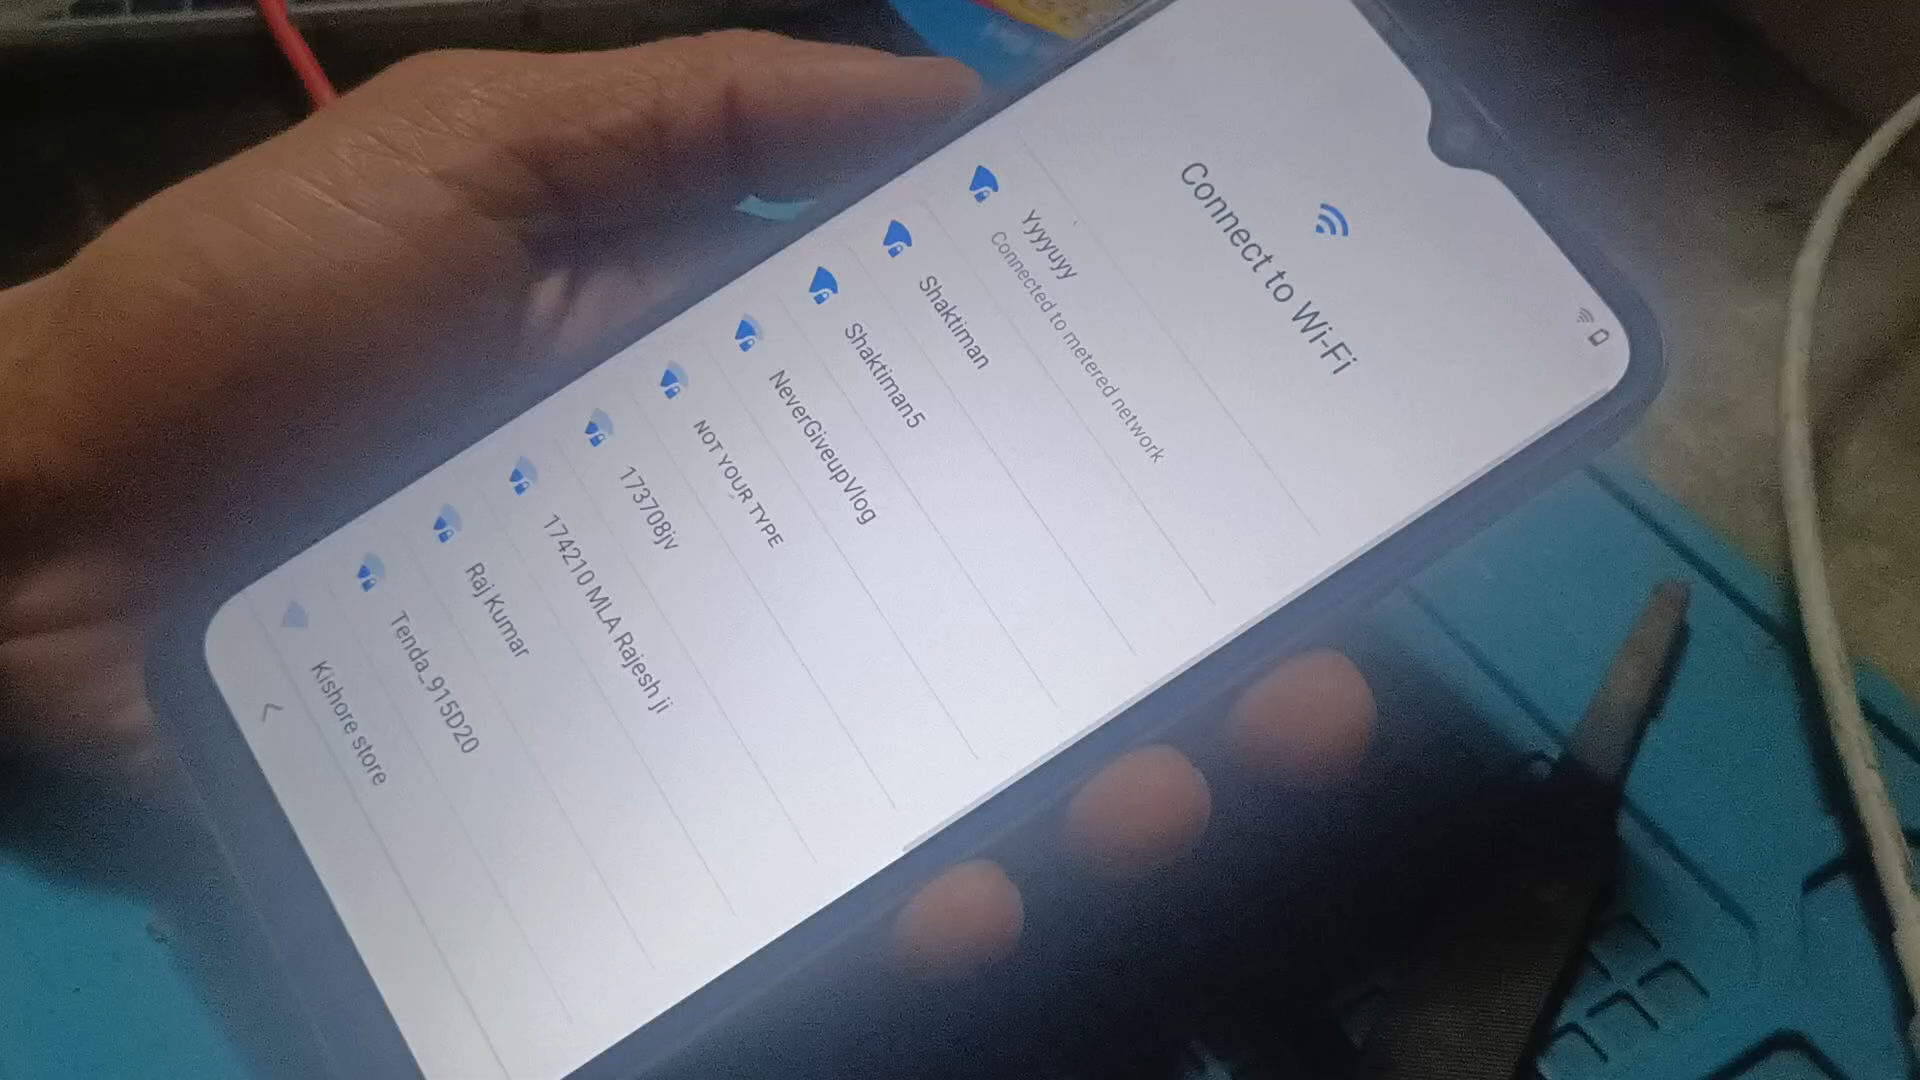 Connect to Wi-Fi
Yyyyuyy
Connected to metered network
Shaktiman
Shaktiman5
NeverGiveupVlog
NOT YOUR TYPE
173708jv
174210 MLA Rajesh ji
Raj Kumar
Tenda_915D20
Kishore store